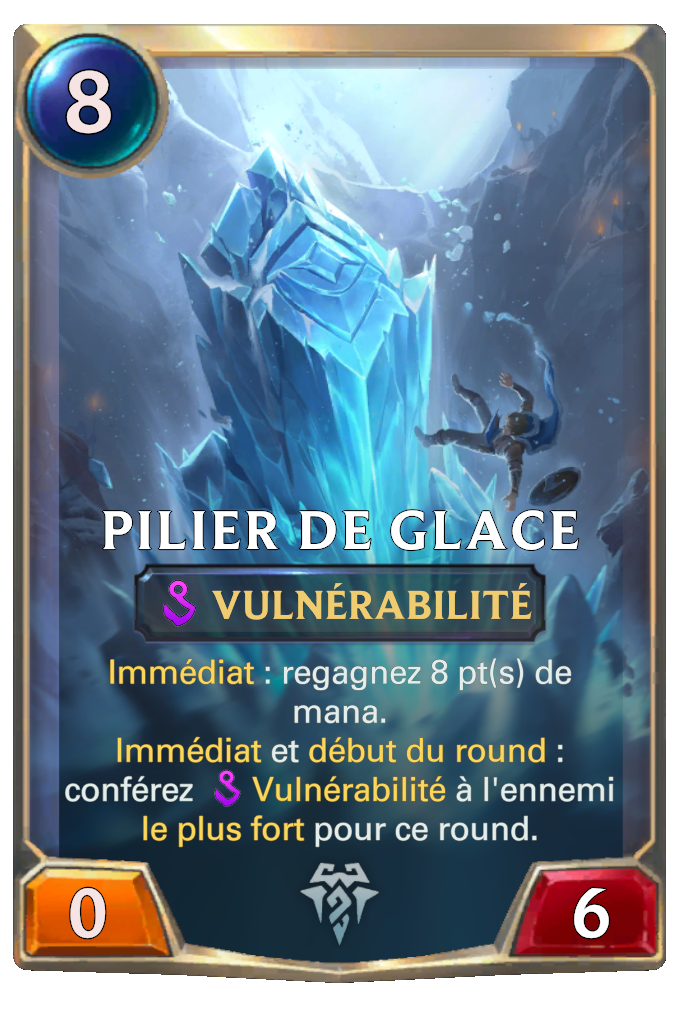 8
PILIER DE GLACE
VULNÉRABILITÉ
Immédiat : regagnez 8 pt(s) de
mana.
Immédiat et début du round :
conférez Vulnérabilité à l'ennemi
le plus fort pour ce round.
0
6